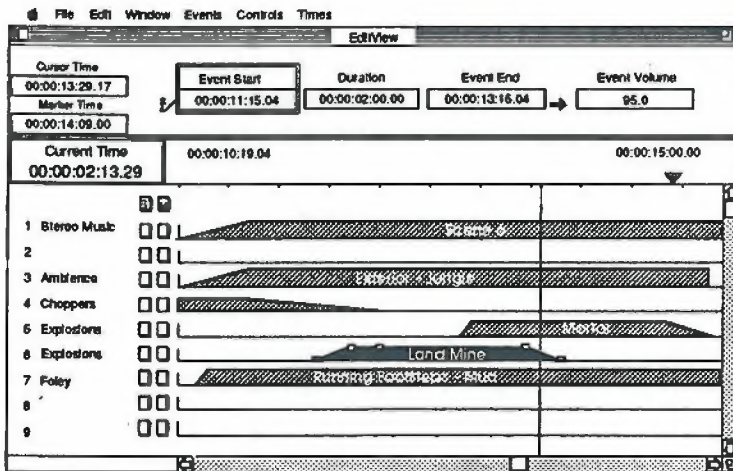 File Edit Window Events Controls Times
EditView
Cursor Time
00:00:13:29.17
Marker Time
00:00:14:09.00
Event Start
00:00:11:15.04
Duration
00:00:02:00.00
Event End
00:00:13:16.04
Event Volume
95.0
Current Time
00:00:02:13.29
00:00:10:19.04
00:00:15:00.00
1 Stereo Music
Scene 6
2
3 Ambience
Exterior - Jungle
4 Choppers
5 Explosions
Mortar
6 Explosions
Land Mine
7 Foley
Running Footsteps - Mud
8
9